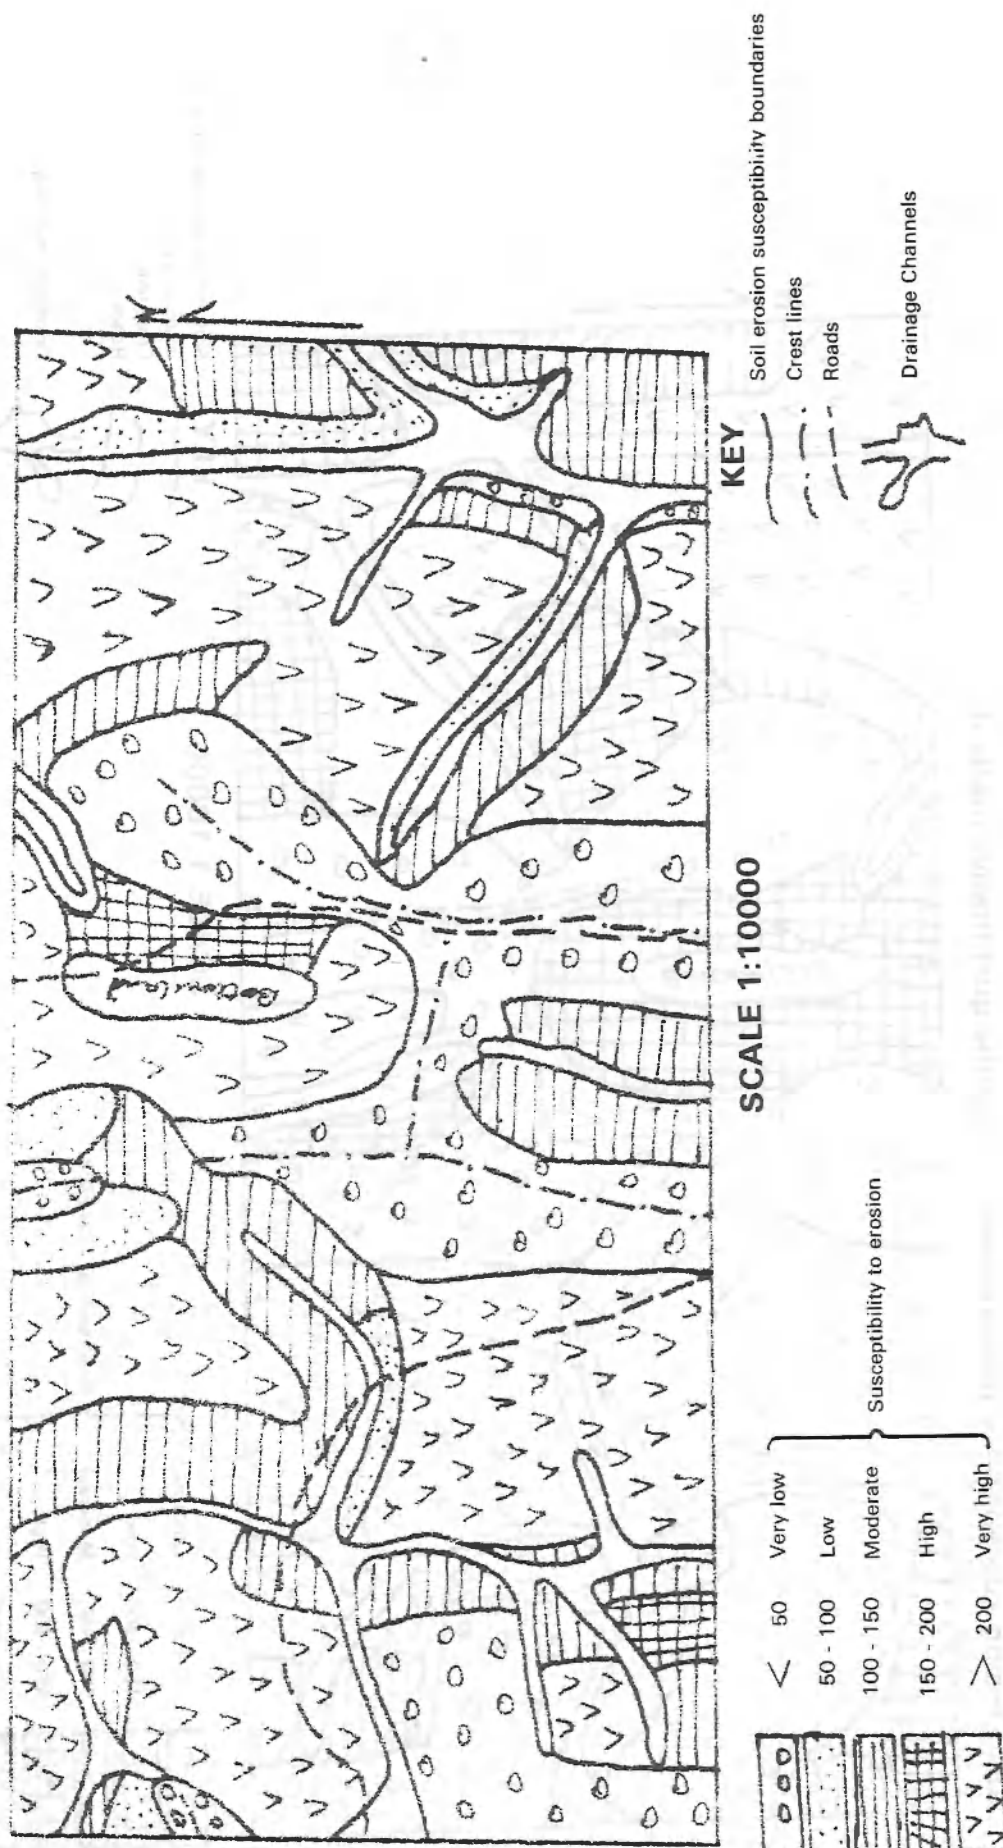 Bottomland
SCALE 1:10000
KEY
Soil erosion susceptibility boundaries
Crest lines
Roads
Drainage Channels
< 50 Very low
50 - 100 Low
100 - 150 Moderate
150 - 200 High
> 200 Very high
Susceptibility to erosion